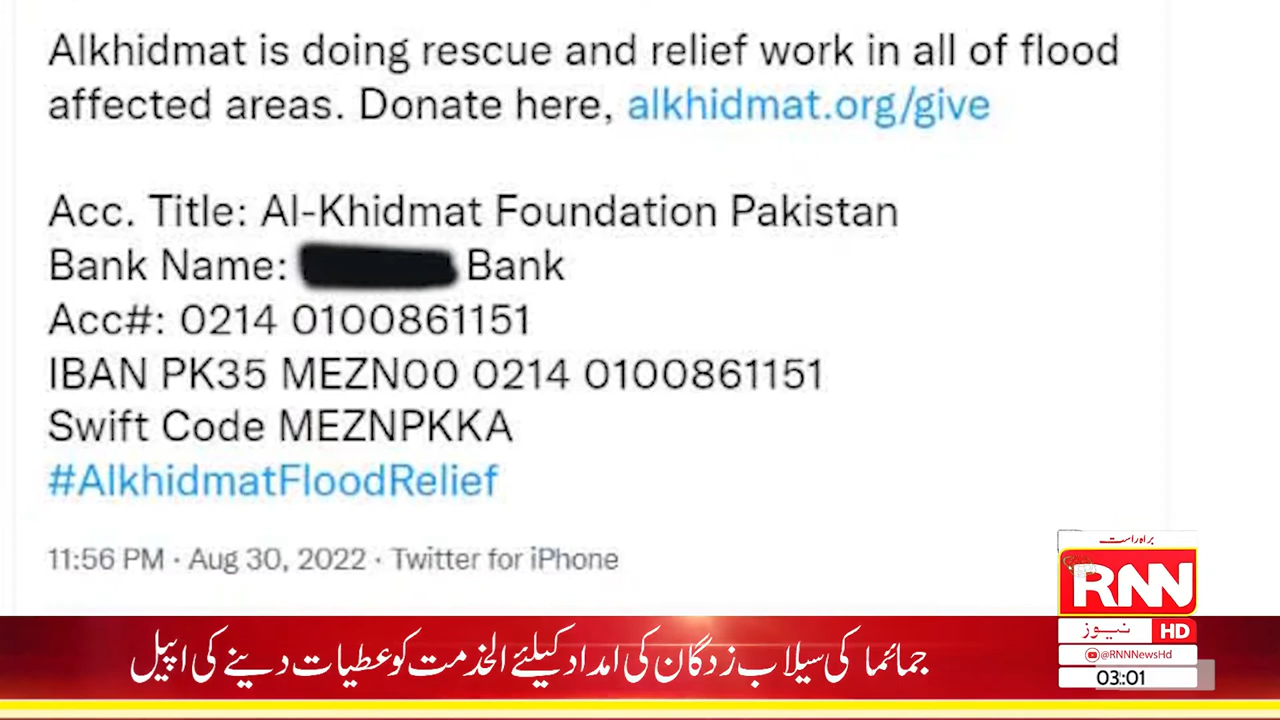 Alkhidmat is doing rescue and relief work in all of flood
affected areas. Donate here, alkhidmat.org/give
Acc. Title: Al-Khidmat Foundation Pakistan
Bank Name: Bank
Acc#: 0214 0100861151
IBAN PK35 MEZN00 0214 0100861151
Swift Code MEZNPKKA
#AlkhidmatFloodRelief
11:56 PM · Aug 30, 2022 · Twitter for iPhone
براہ راست
RNN
نیوز HD
@RNNNewsHd
03:01
جمائما کی سیلاب زدگان کی امداد کیلئے الخدمت کو عطیات دینے کی اپیل